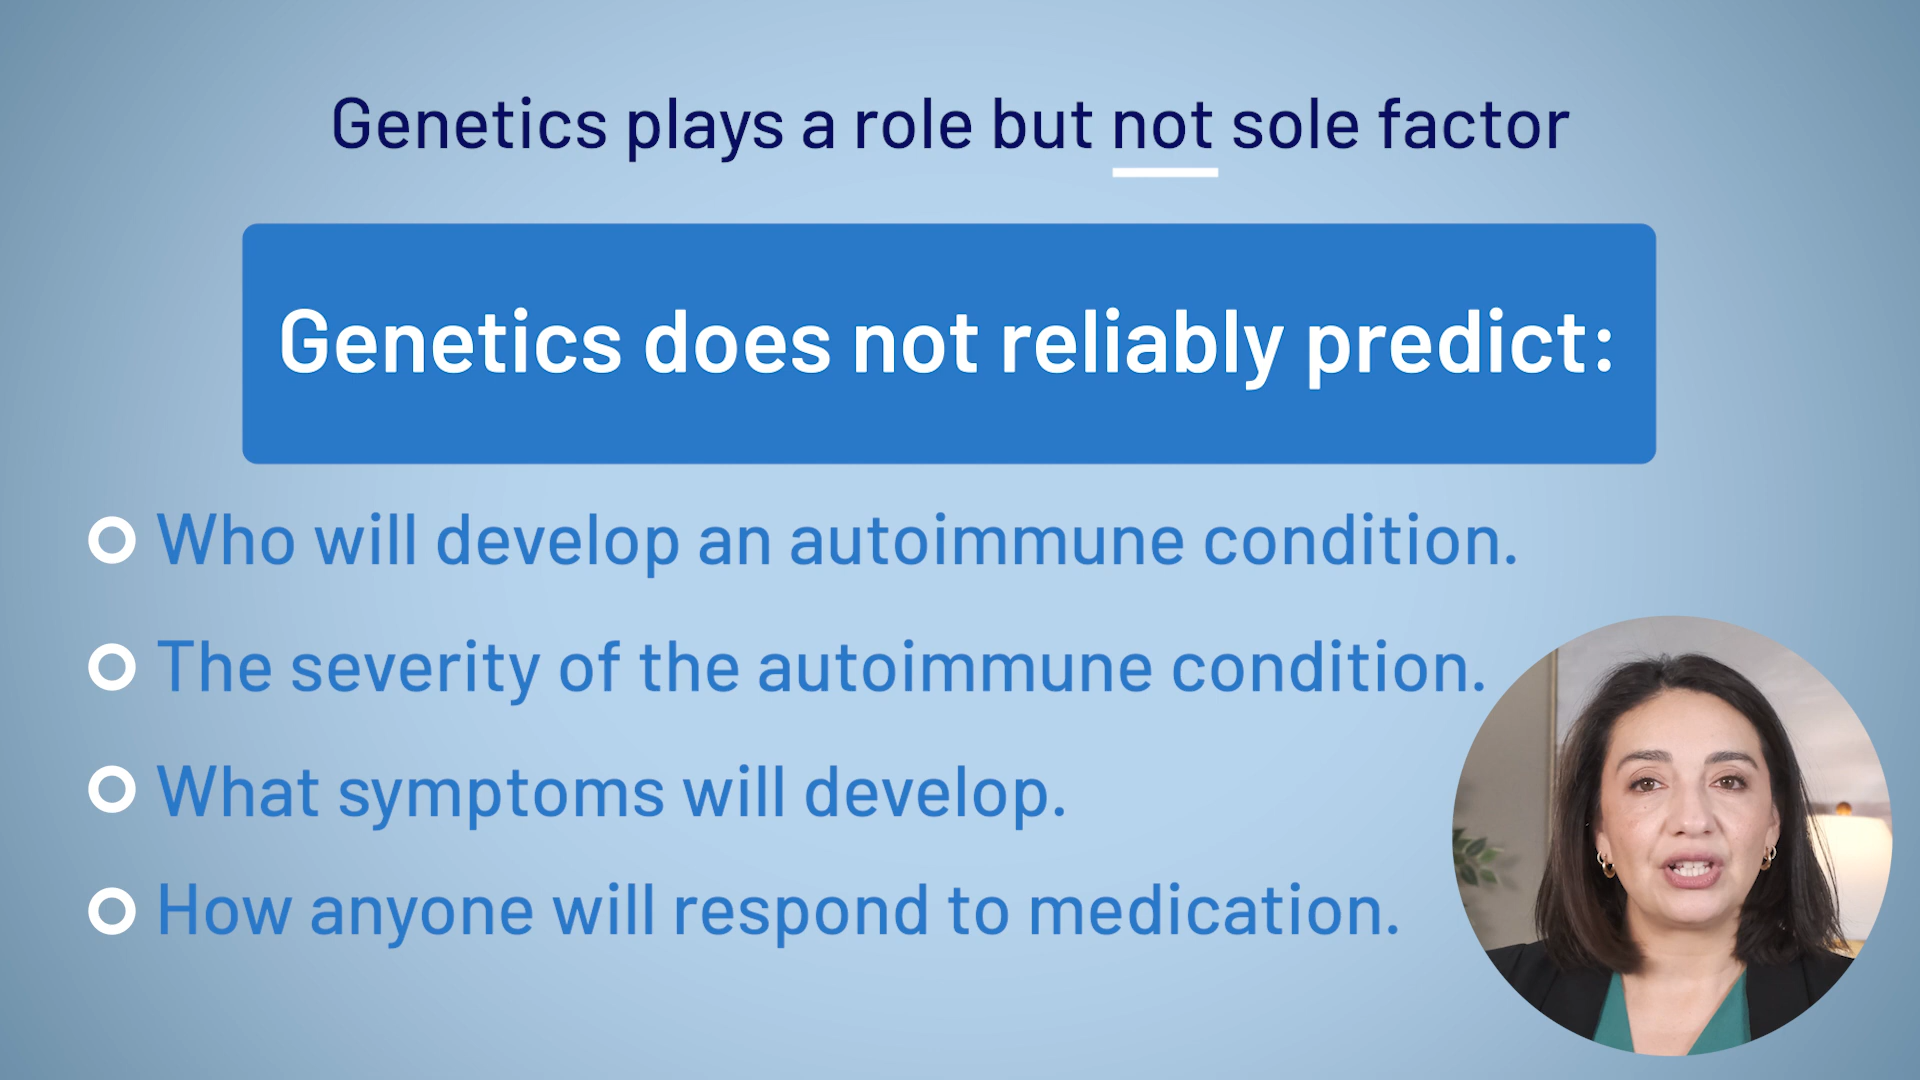 Genetics plays a role but not sole factor
Genetics does not reliably predict:
Who will develop an autoimmune condition.
The severity of the autoimmune condition.
What symptoms will develop.
How anyone will respond to medication.